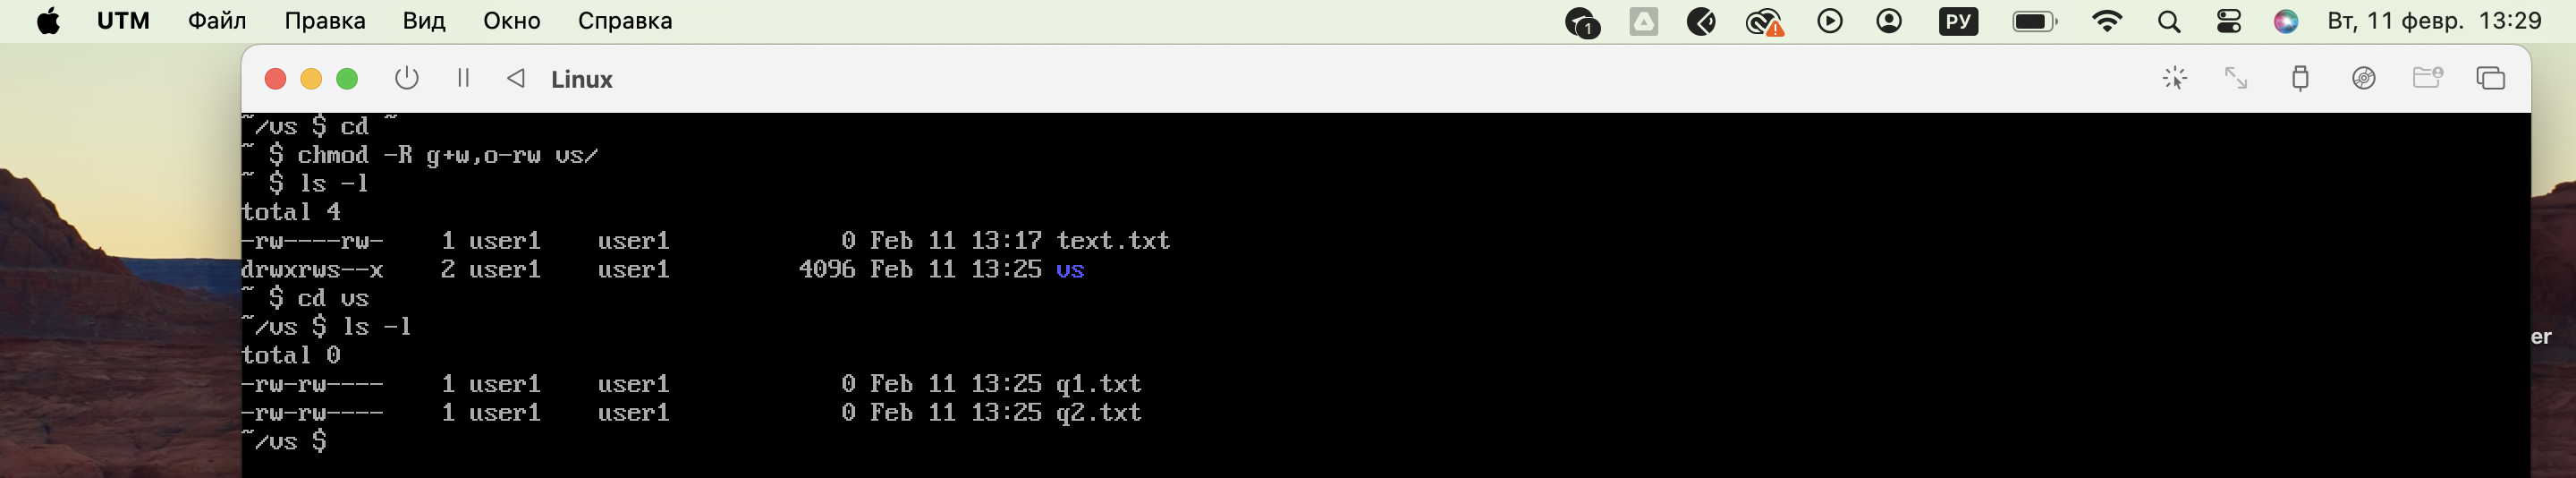 UTM Файл Правка Вид Окно Справка 1 РУ Вт, 11 февр. 13:29
Linux
~/vs $ cd ~
~ $ chmod -R g+w,o-rw vs/
~ $ ls -l
total 4
-rw----rw- 1 user1 user1 0 Feb 11 13:17 text.txt
drwxrws--x 2 user1 user1 4096 Feb 11 13:25 vs
~ $ cd vs
~/vs $ ls -l
total 0
-rw-rw---- 1 user1 user1 0 Feb 11 13:25 q1.txt
-rw-rw---- 1 user1 user1 0 Feb 11 13:25 q2.txt
~/vs $
er